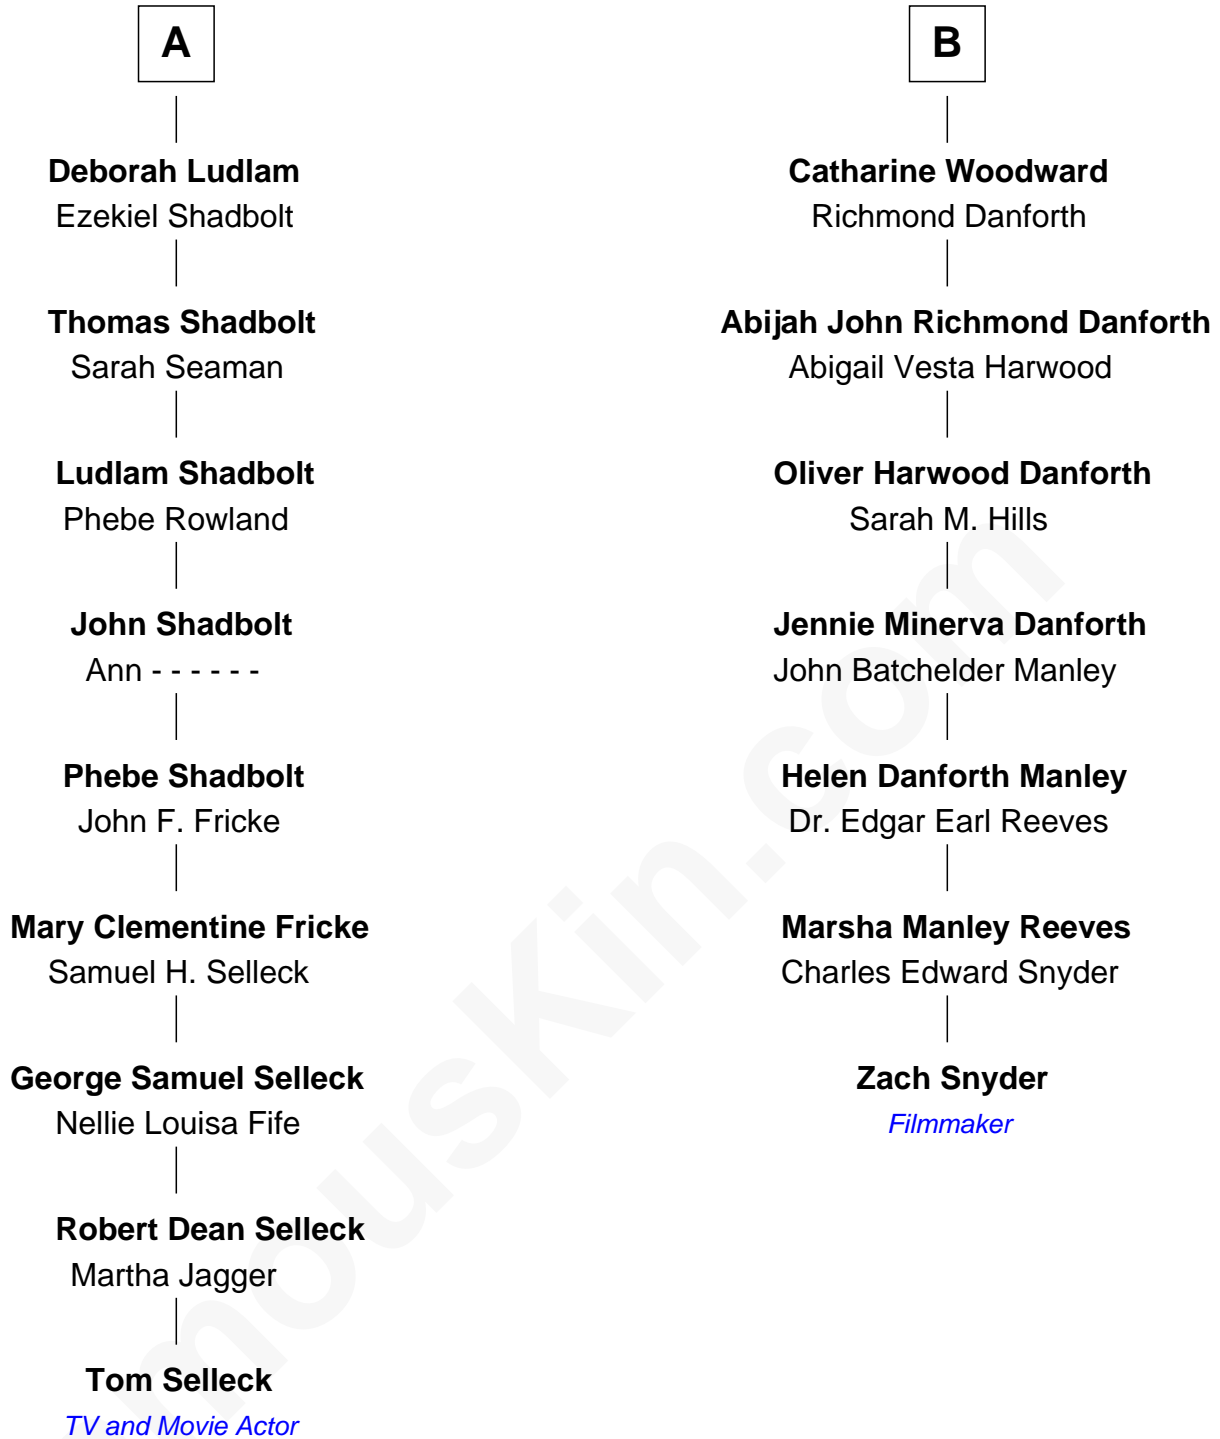 A
B
Deborah Ludlam
Ezekiel Shadbolt
Catharine Woodward
Richmond Danforth
Thomas Shadbolt
Sarah Seaman
Abijah John Richmond Danforth
Abigail Vesta Harwood
Ludlam Shadbolt
Phebe Rowland
Oliver Harwood Danforth
Sarah M. Hills
John Shadbolt
Ann - - - - - -
Jennie Minerva Danforth
John Batchelder Manley
Phebe Shadbolt
John F. Fricke
Helen Danforth Manley
Dr. Edgar Earl Reeves
Mary Clementine Fricke
Samuel H. Selleck
Marsha Manley Reeves
Charles Edward Snyder
George Samuel Selleck
Nellie Louisa Fife
Zach Snyder
Filmmaker
Robert Dean Selleck
Martha Jagger
Tom Selleck
TV and Movie Actor
mousKin.com